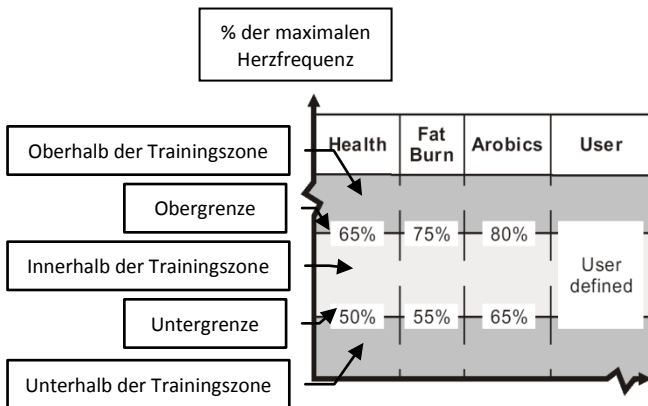 % der maximalen
Herzfrequenz
Health Fat Burn Arobics User
Oberhalb der Trainingszone
Obergrenze
65% 75% 80%
Innerhalb der Trainingszone
User
defined
Untergrenze
50% 55% 65%
Unterhalb der Trainingszone